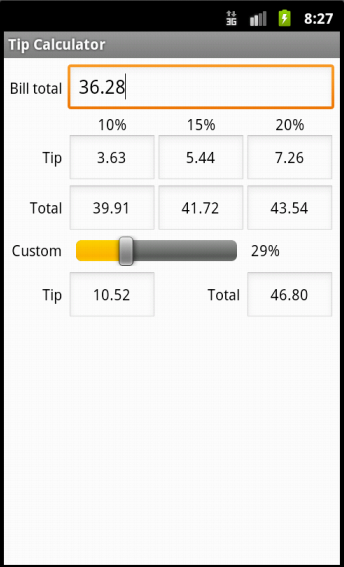 3G 8:27
Tip Calculator
Bill total 36.28
10% 15% 20%
Tip 3.63 5.44 7.26
Total 39.91 41.72 43.54
Custom 29%
Tip 10.52 Total 46.80